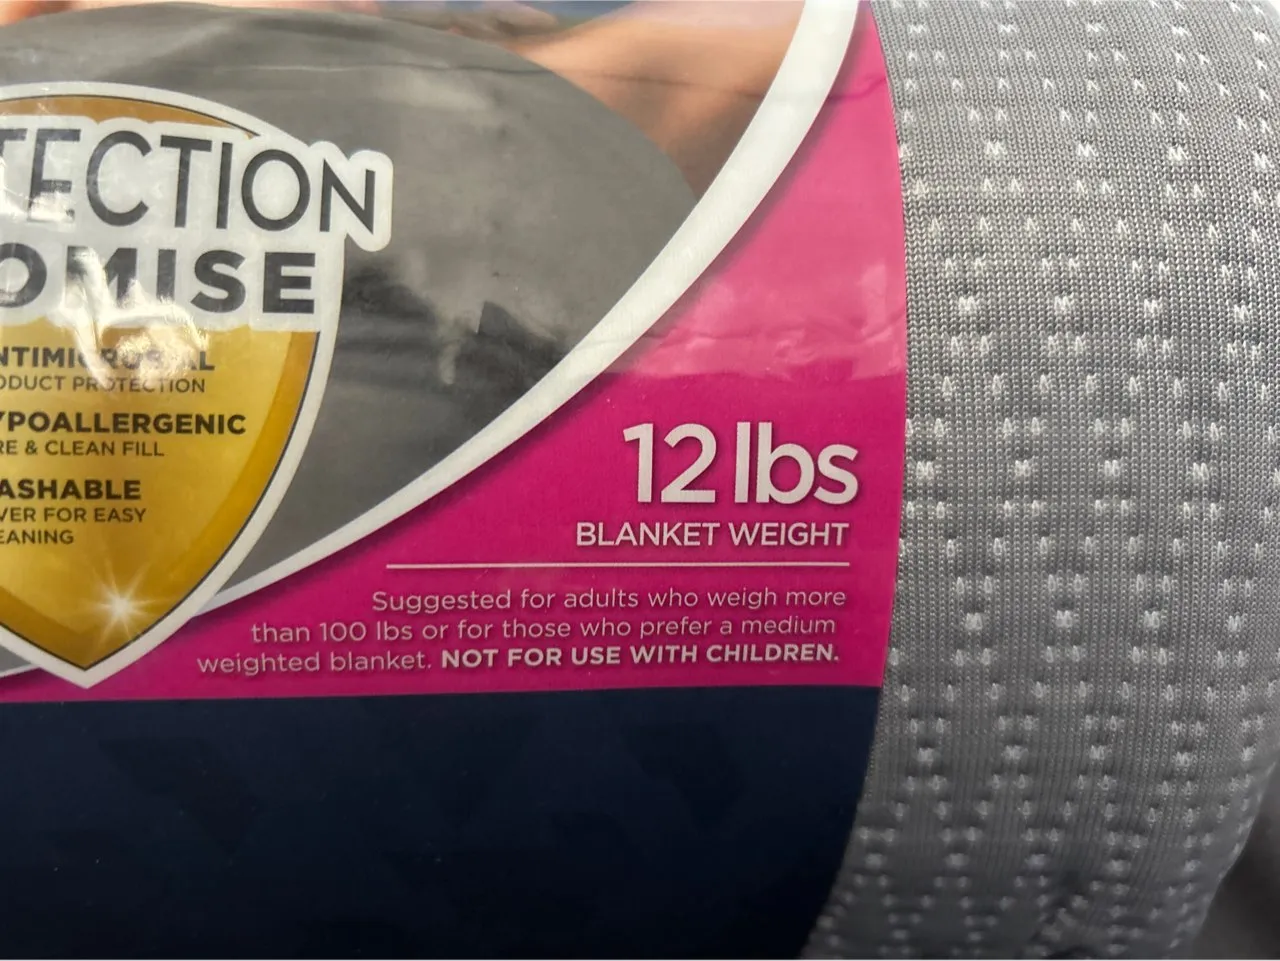 TECTION
OMISE
NTIMICROBIAL
ODUCT PROTECTION
YPOALLERGENIC
RE & CLEAN FILL
ASHABLE
VER FOR EASY
EANING
12 lbs
BLANKET WEIGHT
Suggested for adults who weigh more
than 100 lbs or for those who prefer a medium
weighted blanket. NOT FOR USE WITH CHILDREN.